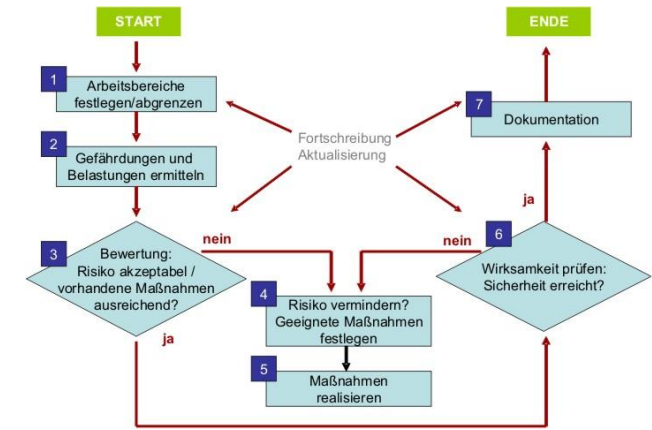 START
ENDE
1
Arbeitsbereiche
festlegen/abgrenzen
7
Dokumentation
Fortschreibung
Aktualisierung
2
Gefährdungen und
Belastungen ermitteln
ja
nein
nein
6
3
Bewertung:
Risiko akzeptabel /
vorhandene Maßnahmen
ausreichend?
Wirksamkeit prüfen:
Sicherheit erreicht?
4
Risiko vermindern?
Geeignete Maßnahmen
festlegen
ja
5
Maßnahmen
realisieren